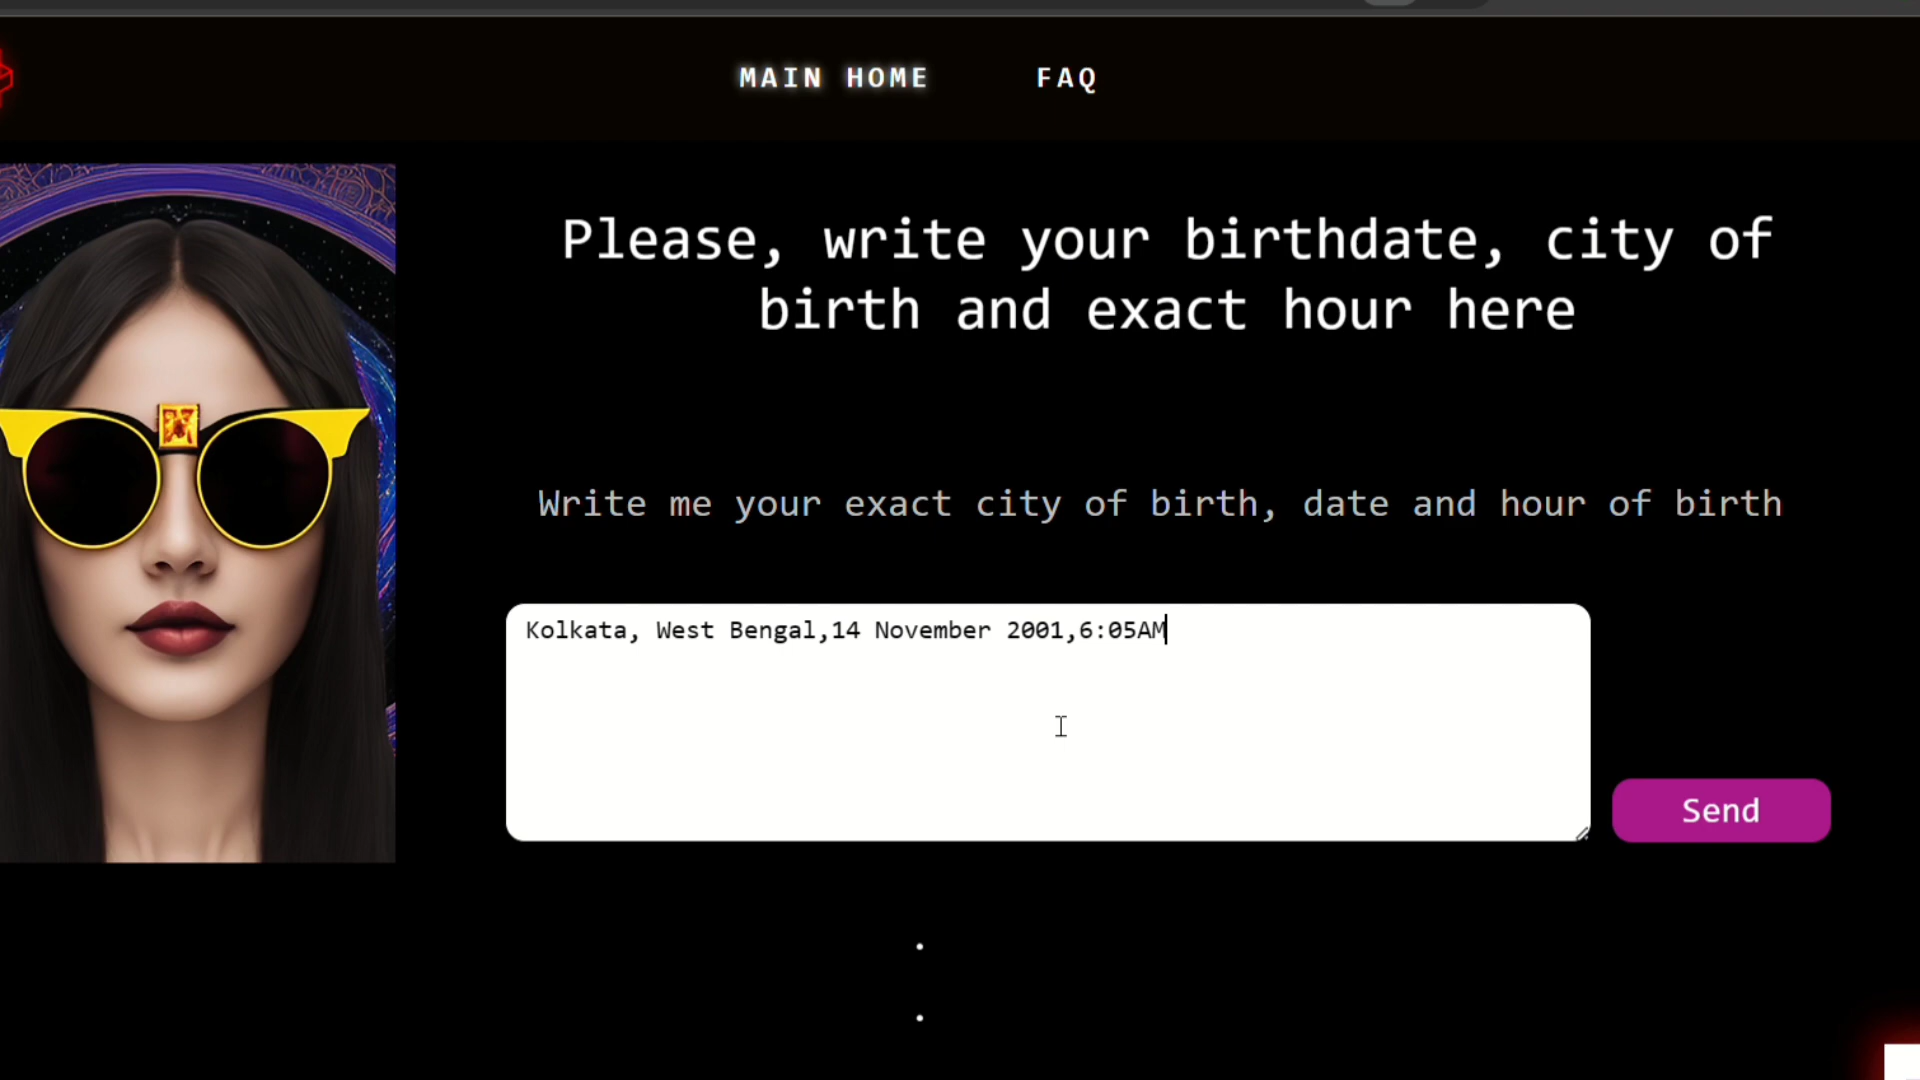 MAIN HOME FAQ
Please, write your birthdate, city of
birth and exact hour here
Write me your exact city of birth, date and hour of birth
Kolkata, West Bengal,14 November 2001,6:05AM
Send